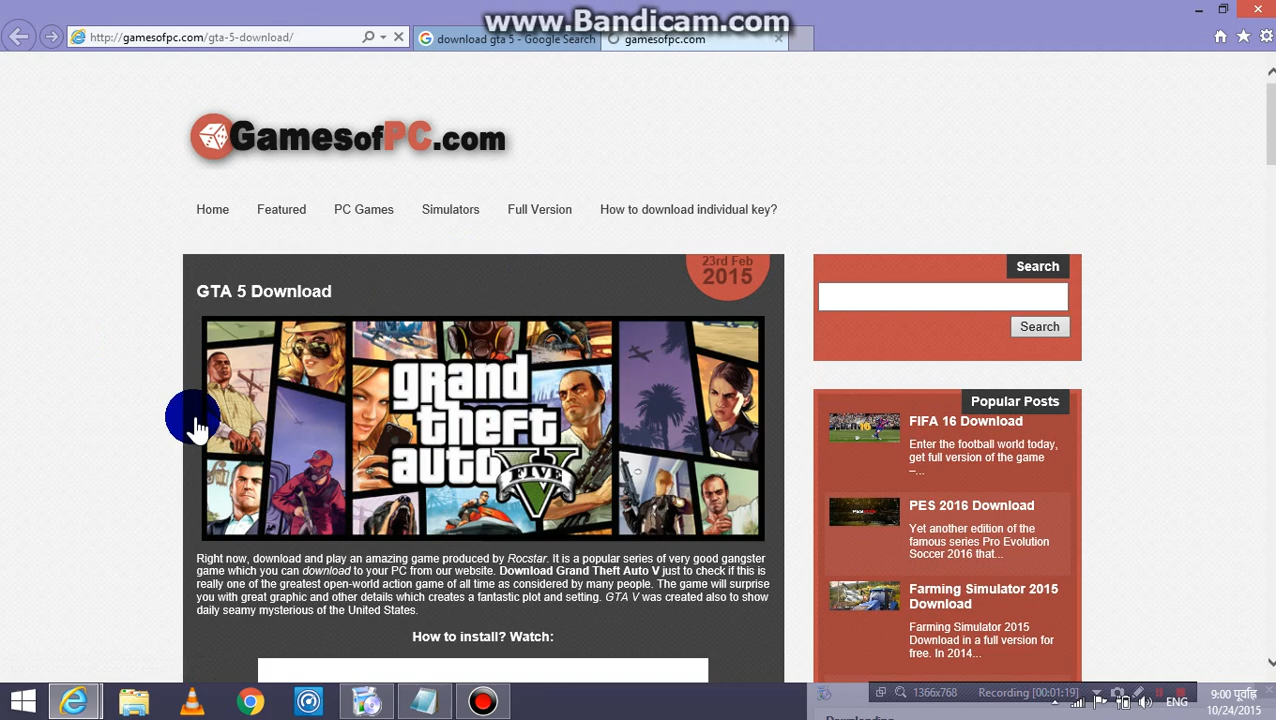 www.Bandicam.com
http://gamesofpc.com/gta-5-download/
download gta 5 - Google Search
gamesofpc.com
GamesofPC.com
Home
Featured
PC Games
Simulators
Full Version
How to download individual key?
23rd Feb
2015
GTA 5 Download
grand
theft
auto
V
FIVE
Right now, download and play an amazing game produced by Rocstar. It is a popular series of very good gangster
game which you can download to your PC from our website. Download Grand Theft Auto V just to check if this is
really one of the greatest open-world action game of all time as considered by many people. The game will surprise
you with great graphic and other details which creates a fantastic plot and setting. GTA V was created also to show
daily seamy mysterious of the United States.
How to install? Watch:
Search
Search
Popular Posts
FIFA 16 Download
Enter the football world today,
get full version of the game
–...
PES 2016 Download
Yet another edition of the
famous series Pro Evolution
Soccer 2016 that...
Farming Simulator 2015
Download
Farming Simulator 2015
Download in a full version for
free. In 2014...
1366x768
Recording [00:01:19]
ENG
9:00 पूर्वाह्न
10/24/2015